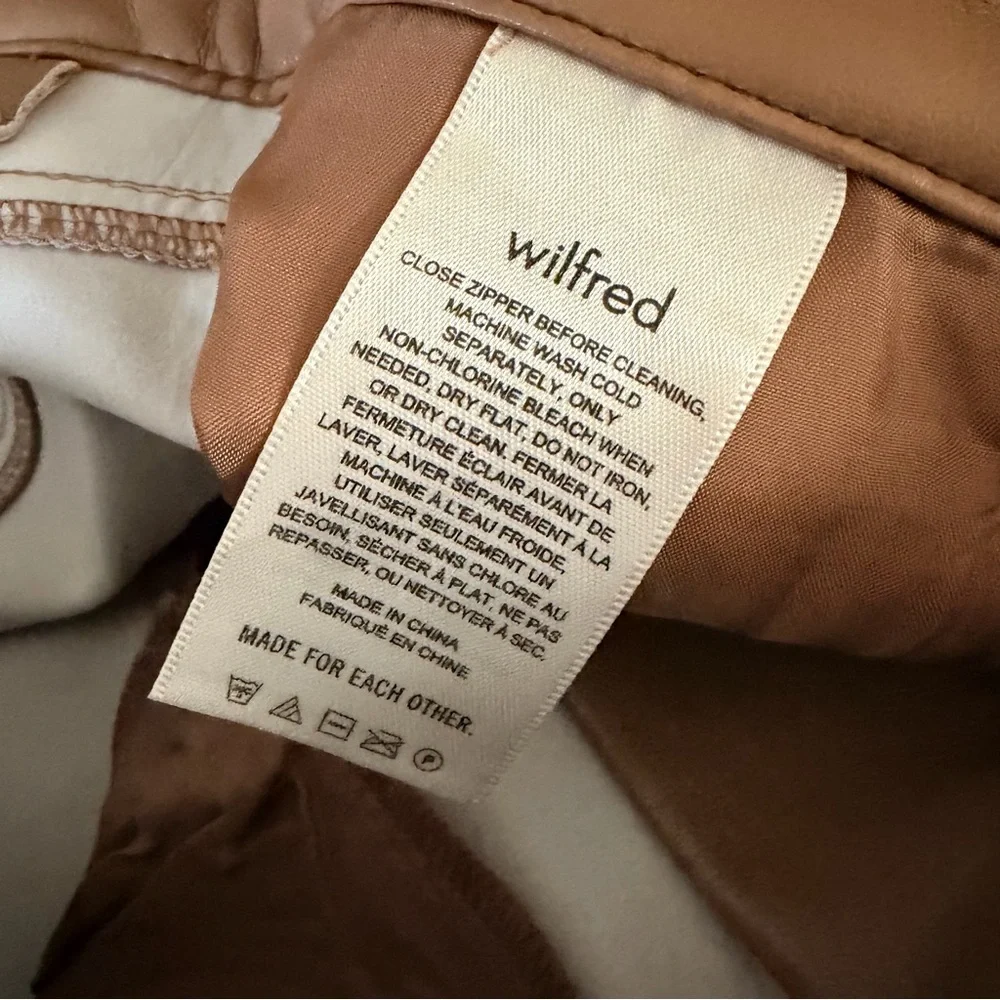 wilfred
CLOSE ZIPPER BEFORE CLEANING,
MACHINE WASH COLD
SEPARATELY, ONLY
NON-CHLORINE BLEACH WHEN
NEEDED, DRY FLAT, DO NOT IRON,
OR DRY CLEAN. FERMER LA
FERMETURE ÉCLAIR AVANT DE
LAVER, LAVER SÉPARÉMENT À LA
MACHINE À L'EAU FROIDE,
UTILISER SEULEMENT UN
JAVELLISANT SANS CHLORE AU
BESOIN, SÉCHER À PLAT, NE PAS
REPASSER, OU NETTOYER À SEC.
MADE IN CHINA
FABRIQUÉ EN CHINE
MADE FOR EACH OTHER.
P